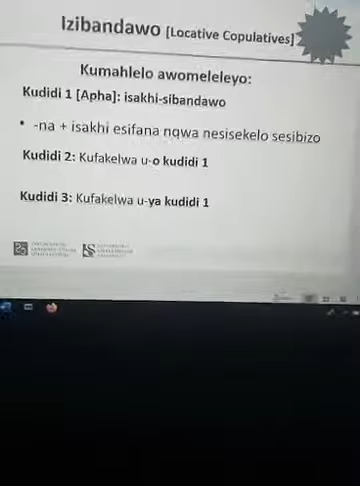 Izibandawo [Locative Copulatives]
Kumahlelo awomeleleyo:
Kudidi 1 [Apha]: isakhi-sibandawo
• -na + isakhi esifana nqwa nesisekelo sesibizo
Kudidi 2: Kufakelwa u-o kudidi 1
Kudidi 3: Kufakelwa u-ya kudidi 1